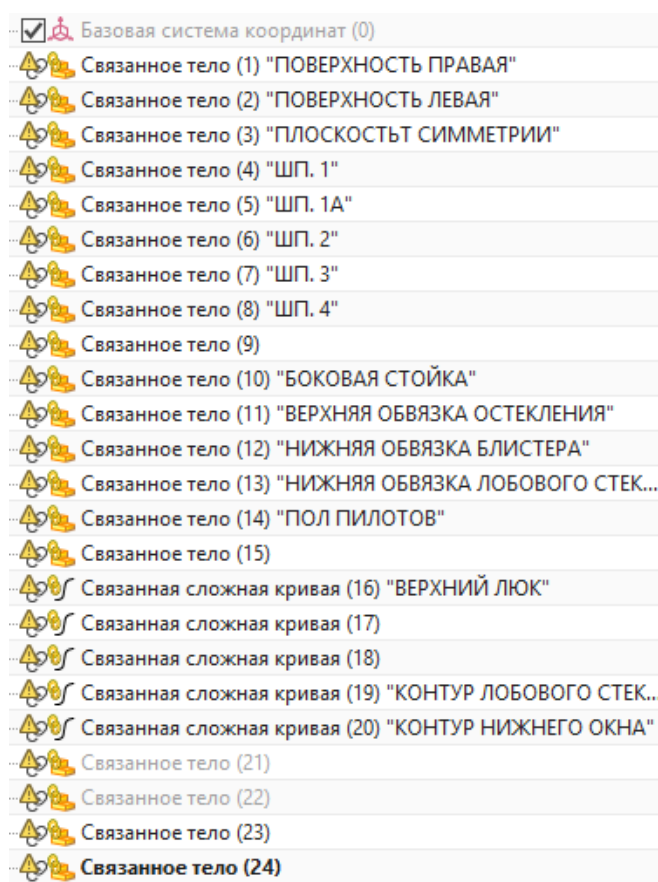 Базовая система координат (0)
Связанное тело (1) "ПОВЕРХНОСТЬ ПРАВАЯ"
Связанное тело (2) "ПОВЕРХНОСТЬ ЛЕВАЯ"
Связанное тело (3) "ПЛОСКОСТЬТ СИММЕТРИИ"
Связанное тело (4) "ШП. 1"
Связанное тело (5) "ШП. 1А"
Связанное тело (6) "ШП. 2"
Связанное тело (7) "ШП. 3"
Связанное тело (8) "ШП. 4"
Связанное тело (9)
Связанное тело (10) "БОКОВАЯ СТОЙКА"
Связанное тело (11) "ВЕРХНЯЯ ОБВЯЗКА ОСТЕКЛЕНИЯ"
Связанное тело (12) "НИЖНЯЯ ОБВЯЗКА БЛИСТЕРА"
Связанное тело (13) "НИЖНЯЯ ОБВЯЗКА ЛОБОВОГО СТЕК...
Связанное тело (14) "ПОЛ ПИЛОТОВ"
Связанное тело (15)
Связанная сложная кривая (16) "ВЕРХНИЙ ЛЮК"
Связанная сложная кривая (17)
Связанная сложная кривая (18)
Связанная сложная кривая (19) "КОНТУР ЛОБОВОГО СТЕК...
Связанная сложная кривая (20) "КОНТУР НИЖНЕГО ОКНА"
Связанное тело (21)
Связанное тело (22)
Связанное тело (23)
Связанное тело (24)